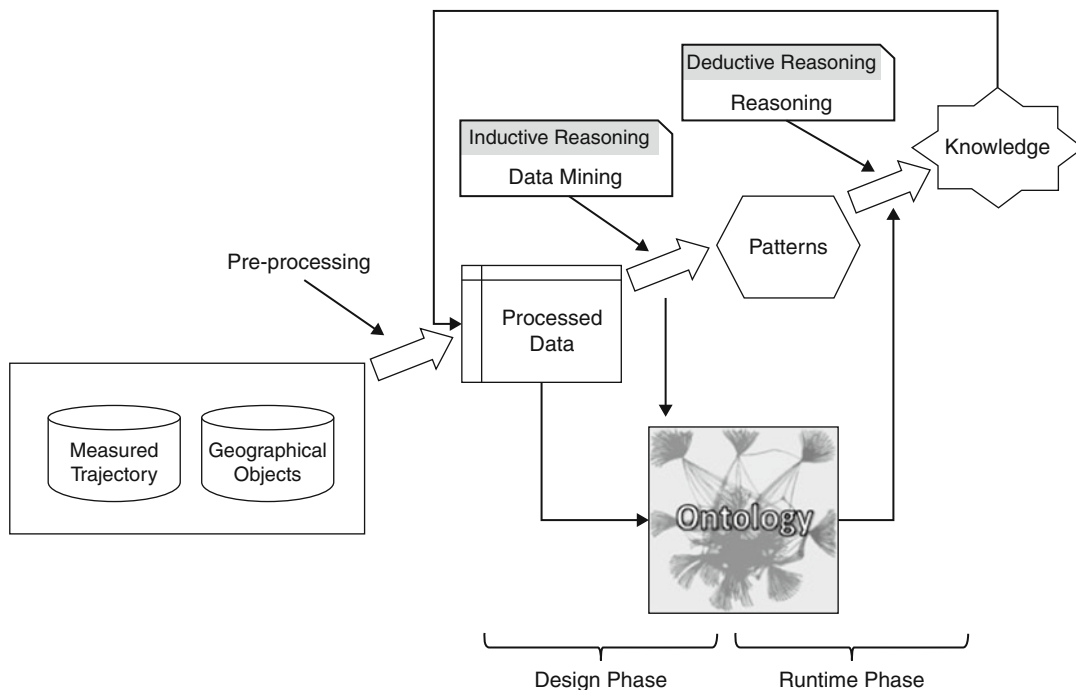 Deductive Reasoning
Reasoning
Inductive Reasoning
Data Mining
Knowledge
Patterns
Pre-processing
Processed
Data
Measured
Trajectory
Geographical
Objects
Ontology
Design Phase
Runtime Phase